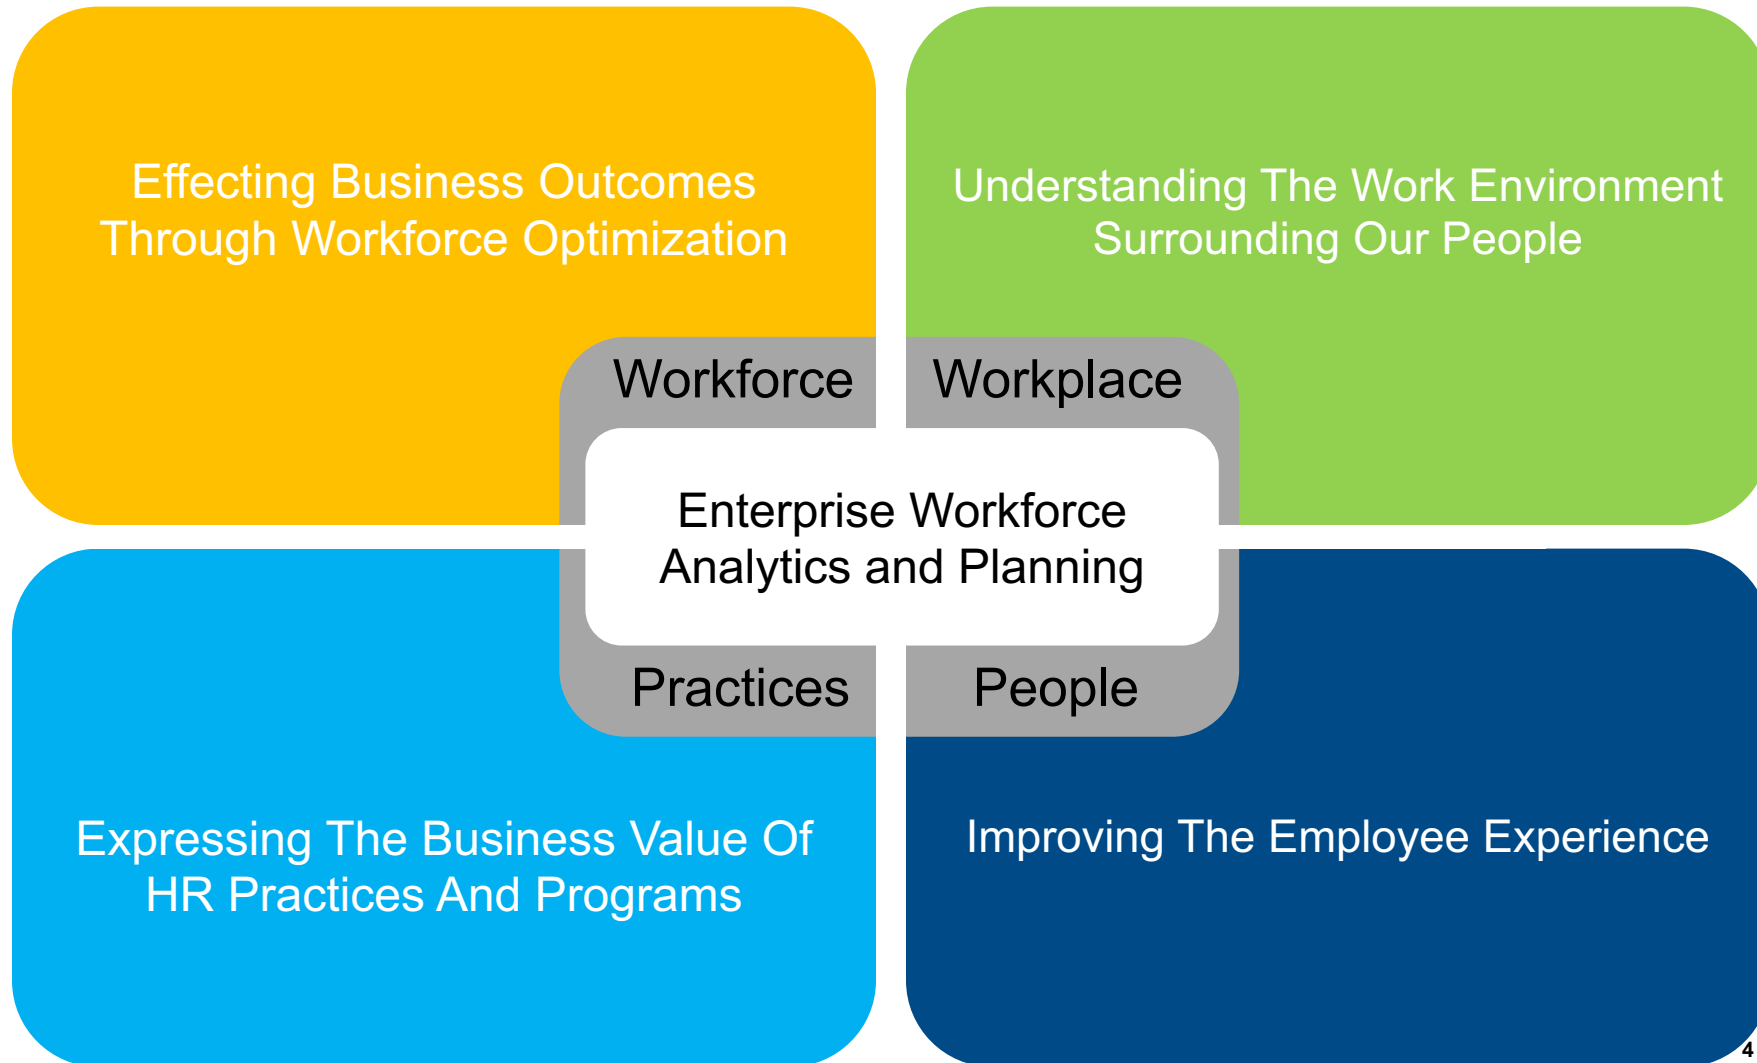 Effecting Business Outcomes
Through Workforce Optimization
Understanding The Work Environment
Surrounding Our People
Workforce
Workplace
Enterprise Workforce
Analytics and Planning
Practices
People
Expressing The Business Value Of
HR Practices And Programs
Improving The Employee Experience
4